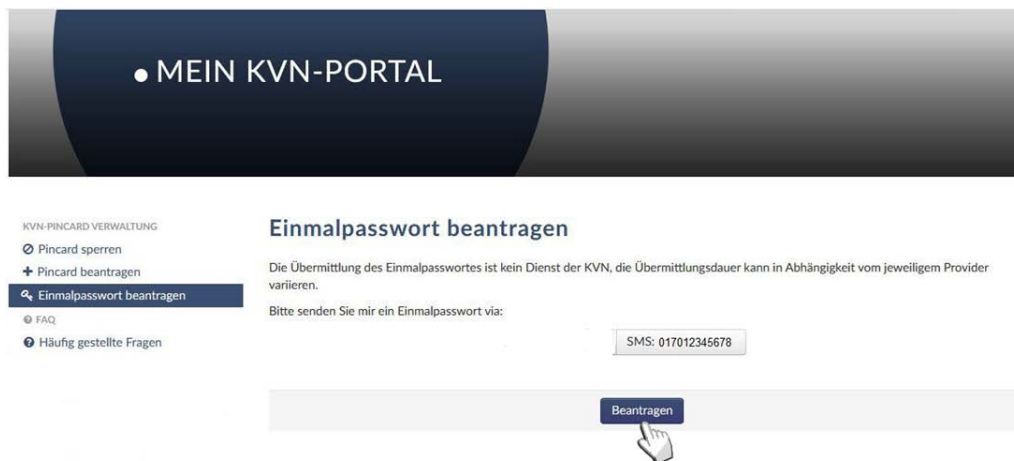 • MEIN KVN-PORTAL
KVN-PINCARD VERWALTUNG
Pincard sperren
Pincard beantragen
Einmalpasswort beantragen
FAQ
Häufig gestellte Fragen
Einmalpasswort beantragen
Die Übermittlung des Einmalpasswortes ist kein Dienst der KVN, die Übermittlungsdauer kann in Abhängigkeit vom jeweiligem Provider
variieren.
Bitte senden Sie mir ein Einmalpasswort via:
SMS: 017012345678
Beantragen